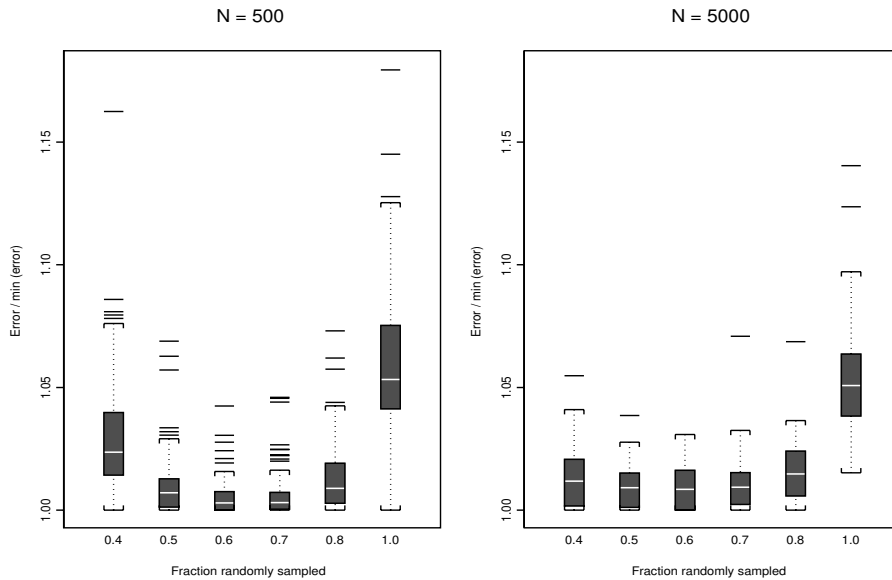 N = 500
N = 5000
Error / min (error)
1.00
1.05
1.10
1.15
0.4 0.5 0.6 0.7 0.8 1.0
Fraction randomly sampled
Error / min (error)
1.00
1.05
1.10
1.15
0.4 0.5 0.6 0.7 0.8 1.0
Fraction randomly sampled